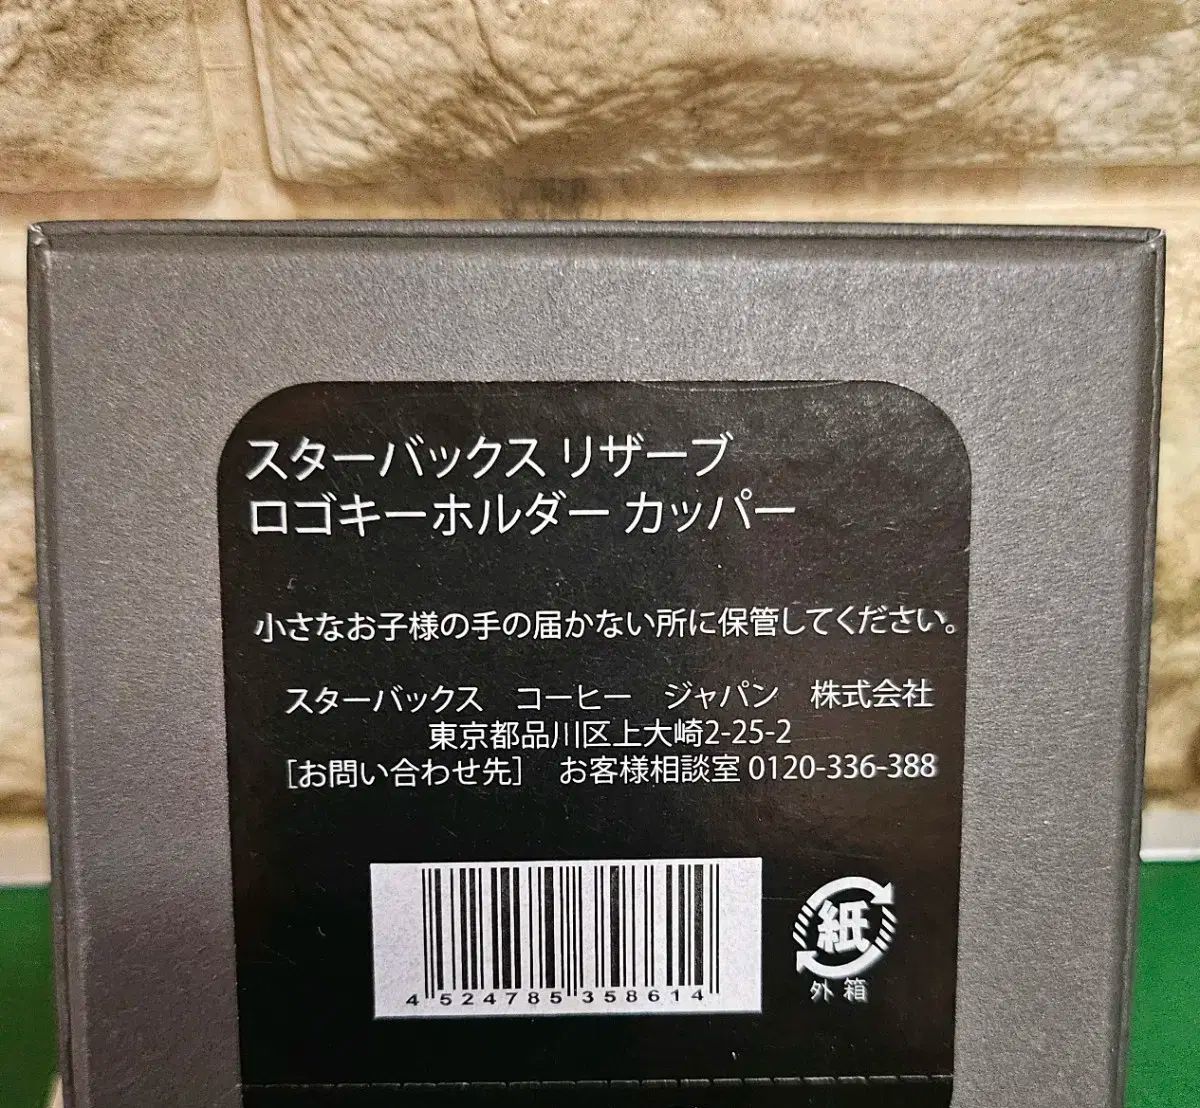 スターバックス リザーブ
ロゴキーホルダー カッパー
小さなお子様の手の届かない所に保管してください。
スターバックス　コーヒー　ジャパン　株式会社
東京都品川区上大崎2-25-2
［お問い合わせ先］　お客様相談室 0120-336-388
4 524785 358614
紙
外箱